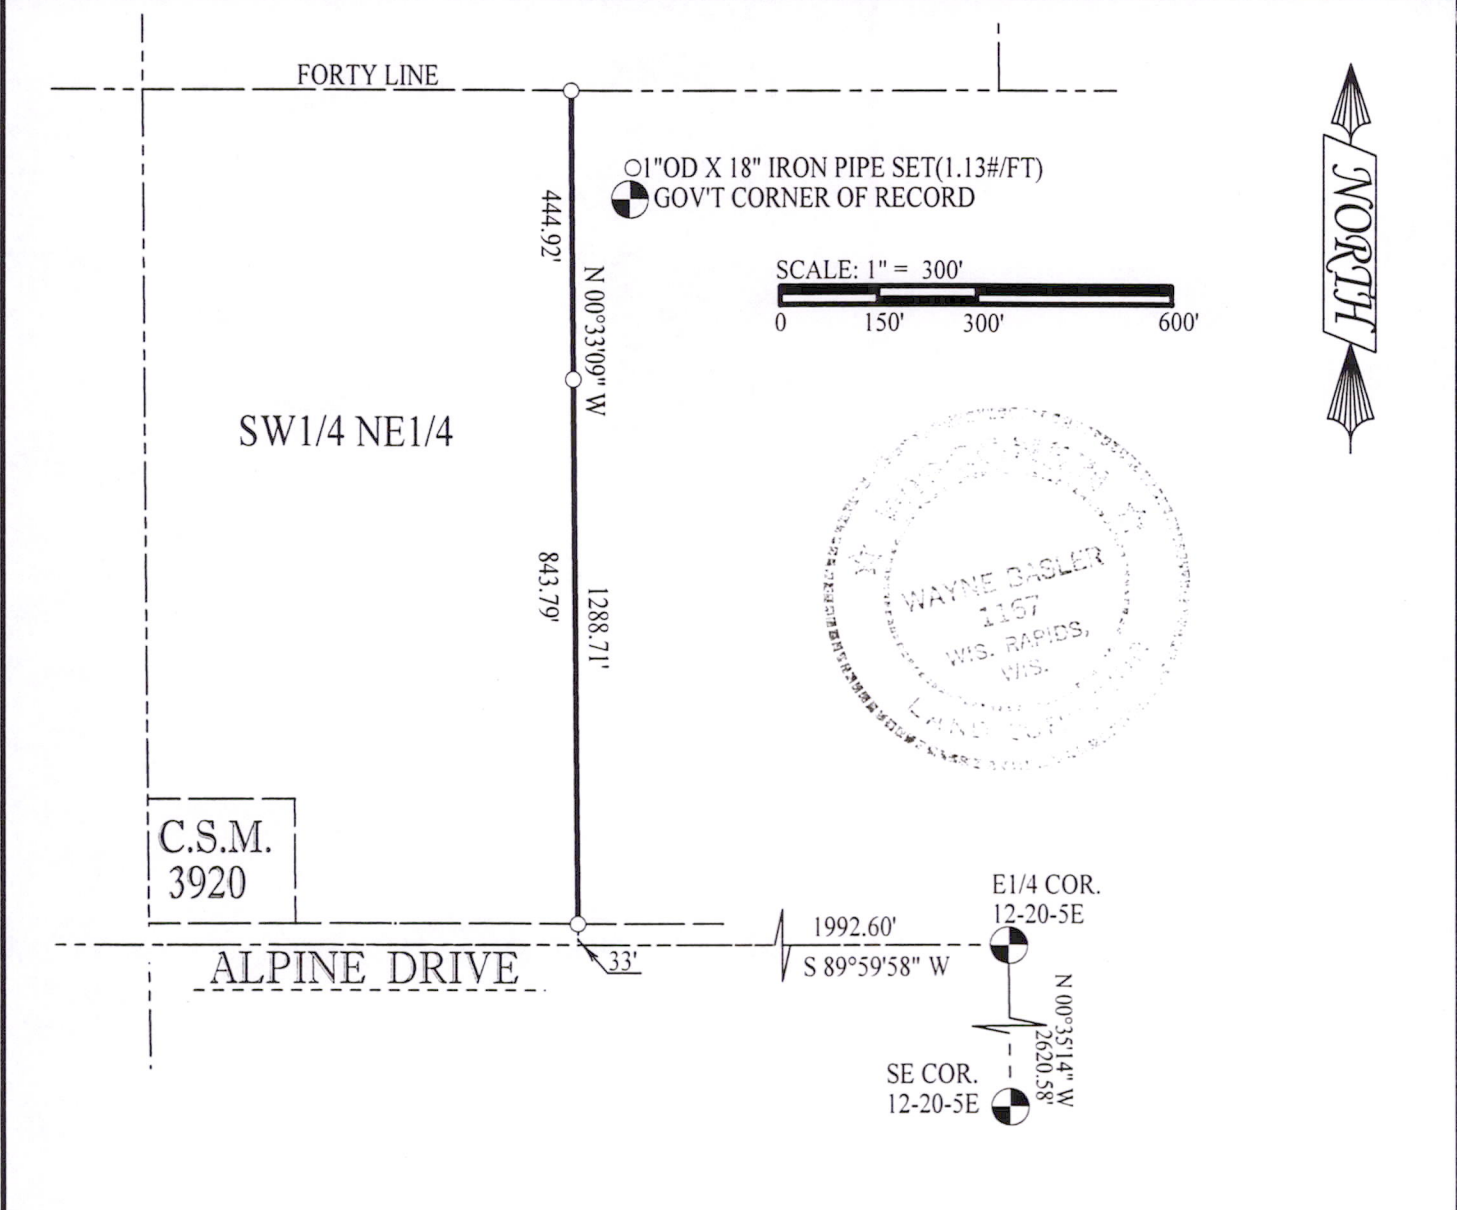 FORTY LINE
1"OD X 18" IRON PIPE SET(1.13#/FT)
GOV'T CORNER OF RECORD
NORTH
444.92'
N 00°33'09" W
SCALE: 1" = 300'
0 150' 300' 600'
SW1/4 NE1/4
WAYNE BASLER
1167
WIS. RAPIDS,
WIS.
LAND
843.79'
1288.71'
C.S.M.
3920
E1/4 COR.
12-20-5E
1992.60'
S 89°59'58" W
33'
ALPINE DRIVE
N 00°35'14" W
2620.58'
SE COR.
12-20-5E